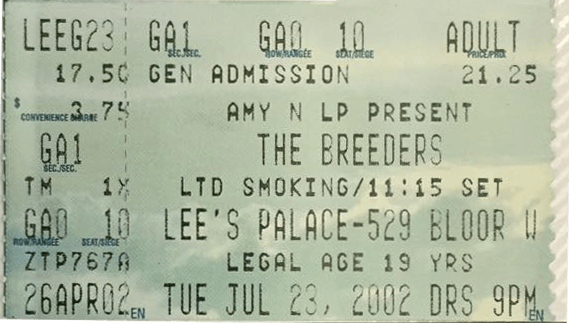 LEEG23 GA1 GA0 10 ADULT
SEC./SEC. ROW/RANGÉE SEAT/SIEGE PRICE/PRIX
17.50 GEN ADMISSION 21.25
$ 3.75 AMY N LP PRESENT
CONVENIENCE CHARGE
GA1 THE BREEDERS
SEC./SEC.
TM 1X LTD SMOKING/11:15 SET
GA0 10 LEE'S PALACE-529 BLOOR W
ROW/RANGÉE SEAT/SIEGE
ZTP767A LEGAL AGE 19 YRS
26APR02 EN TUE JUL 23, 2002 DRS 9PM EN